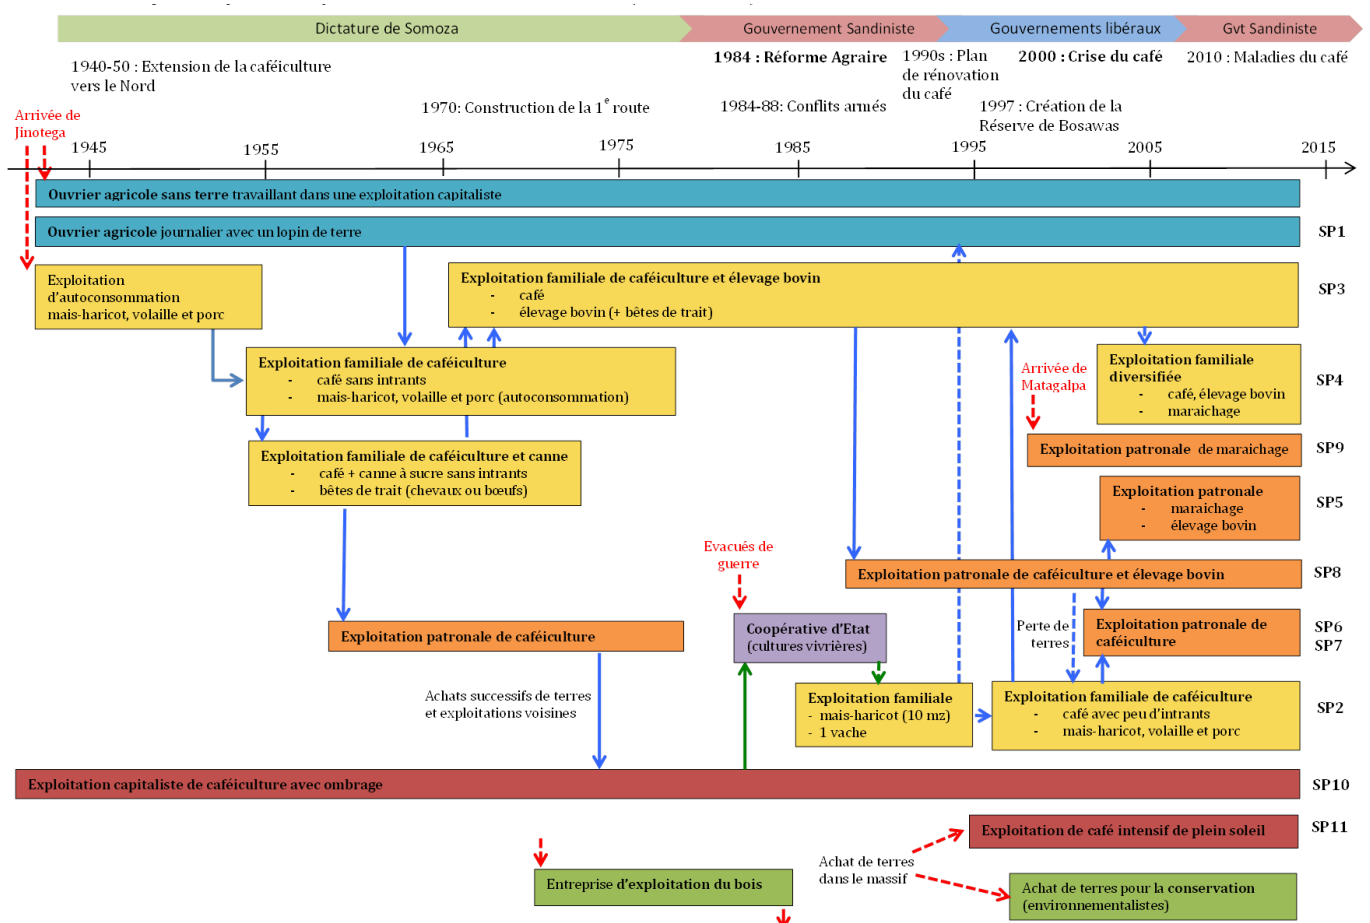 Dictature de Somoza
Gouvernement Sandiniste
Gouvernements libéraux
Gvt Sandiniste
1940-50 : Extension de la caféiculture
vers le Nord
1970: Construction de la 1e route
1984 : Réforme Agraire
1984-88: Conflits armés
1990s : Plan
de rénovation
du café
2000 : Crise du café
1997 : Création de la
Réserve de Bosawas
2010 : Maladies du café
Arrivée de
Jinotega
1945
1955
1965
1975
1985
1995
2005
2015
Ouvrier agricole sans terre travaillant dans une exploitation capitaliste
Ouvrier agricole journalier avec un lopin de terre
SP1
Exploitation
d'autoconsommation
mais-haricot, volaille et porc
Exploitation familiale de caféiculture et élevage bovin
- café
- élevage bovin (+ bêtes de trait)
SP3
Exploitation familiale de caféiculture
- café sans intrants
- mais-haricot, volaille et porc (autoconsommation)
Arrivée de
Matagalpa
Exploitation familiale
diversifiée
- café, élevage bovin
- maraichage
SP4
Exploitation familiale de caféiculture et canne
- café + canne à sucre sans intrants
- bêtes de trait (chevaux ou bœufs)
Exploitation patronale de maraichage
SP9
Exploitation patronale
- maraichage
- élevage bovin
SP5
Evacués de
guerre
Exploitation patronale de caféiculture et élevage bovin
SP8
Exploitation patronale de caféiculture
Coopérative d'Etat
(cultures vivrières)
Perte de
terres
Exploitation patronale de
caféiculture
SP6
SP7
Achats successifs de terres
et exploitations voisines
Exploitation familiale
- mais-haricot (10 mz)
- 1 vache
Exploitation familiale de caféiculture
- café avec peu d'intrants
- mais-haricot, volaille et porc
SP2
Exploitation capitaliste de caféiculture avec ombrage
SP10
Exploitation de café intensif de plein soleil
SP11
Achat de terres
dans le massif
Entreprise d'exploitation du bois
Achat de terres pour la conservation
(environnementalistes)